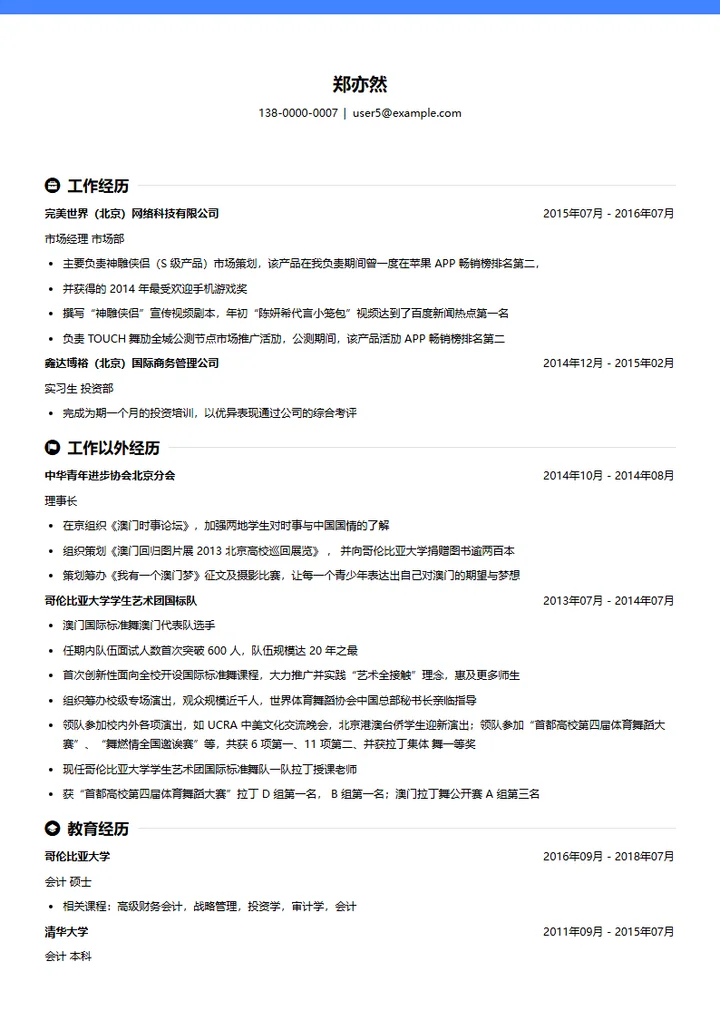 郑亦然
138-0000-0007 | user5@example.com
工作经历
完美世界（北京）网络科技有限公司 2015年07月 - 2016年07月
市场经理 市场部
• 主要负责神雕侠侣（S 级产品）市场策划，该产品在我负责期间曾一度在苹果 APP 畅销榜排名第二，
• 并获得的 2014 年最受欢迎手机游戏奖
• 撰写“神雕侠侣”宣传视频剧本，年初“陈妍希代言小笼包”视频达到了百度新闻热点第一名
• 负责 TOUCH 舞动全城公测节点市场推广活动，公测期间，该产品活动 APP 畅销榜排名第二
鑫达博裕（北京）国际商务管理公司 2014年12月 - 2015年02月
实习生 投资部
• 完成为期一个月的投资培训，以优异表现通过公司的综合考评
工作以外经历
中华青年进步协会北京分会 2014年10月 - 2014年08月
理事长
• 在京组织《澳门时事论坛》，加强两地学生对时事与中国国情的了解
• 组织策划《澳门回归图片展 2013 北京高校巡回展览》 ， 并向哥伦比亚大学捐赠图书逾两百本
• 策划筹办《我有一个澳门梦》征文及摄影比赛，让每一个青少年表达出自己对澳门的期望与梦想
哥伦比亚大学学生艺术团国标队 2013年07月 - 2014年07月
• 澳门国际标准舞澳门代表队选手
• 任期内队伍面试人数首次突破 600 人，队伍规模达 20 年之最
• 首次创新性面向全校开设国际标准舞课程，大力推广并实践“艺术全接触”理念，惠及更多师生
• 组织筹办校级专场演出，观众规模近千人，世界体育舞蹈协会中国总部秘书长亲临指导
• 领队参加校内外各项演出，如 UCRA 中美文化交流晚会，北京港澳台侨学生迎新演出；领队参加“首都高校第四届体育舞蹈大
赛”、“舞燃情全国邀请赛”等，共获 6 项第一、11 项第二、并获拉丁集体 舞一等奖
• 现任哥伦比亚大学学生艺术团国际标准舞队一队拉丁授课老师
• 获“首都高校第四届体育舞蹈大赛”拉丁 D 组第一名， B 组第一名；澳门拉丁舞公开赛 A 组第三名
教育经历
哥伦比亚大学 2016年09月 - 2018年07月
会计 硕士
• 相关课程：高级财务会计，战略管理，投资学，审计学，会计
清华大学 2011年09月 - 2015年07月
会计 本科